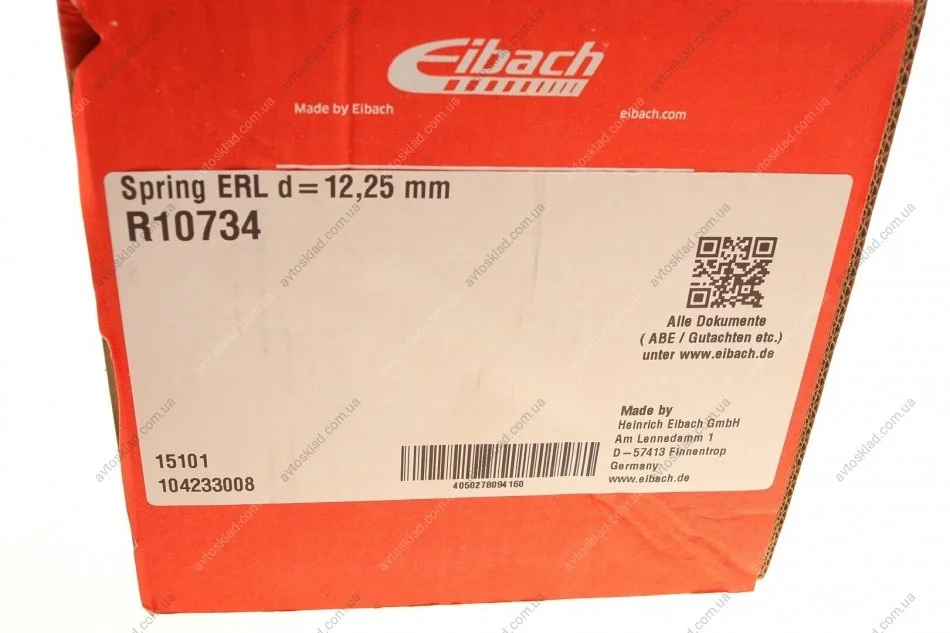 Eibach
Made by Eibach
eibach.com
Spring ERL d=12,25 mm
R10734
Alle Dokumente
( ABE / Gutachten etc.)
unter www.eibach.de
Made by
Heinrich Eibach GmbH
Am Lennedamm 1
D-57413 Finnentrop
Germany
www.eibach.de
15101
104233008
4050278094160
avtosklad.com.ua